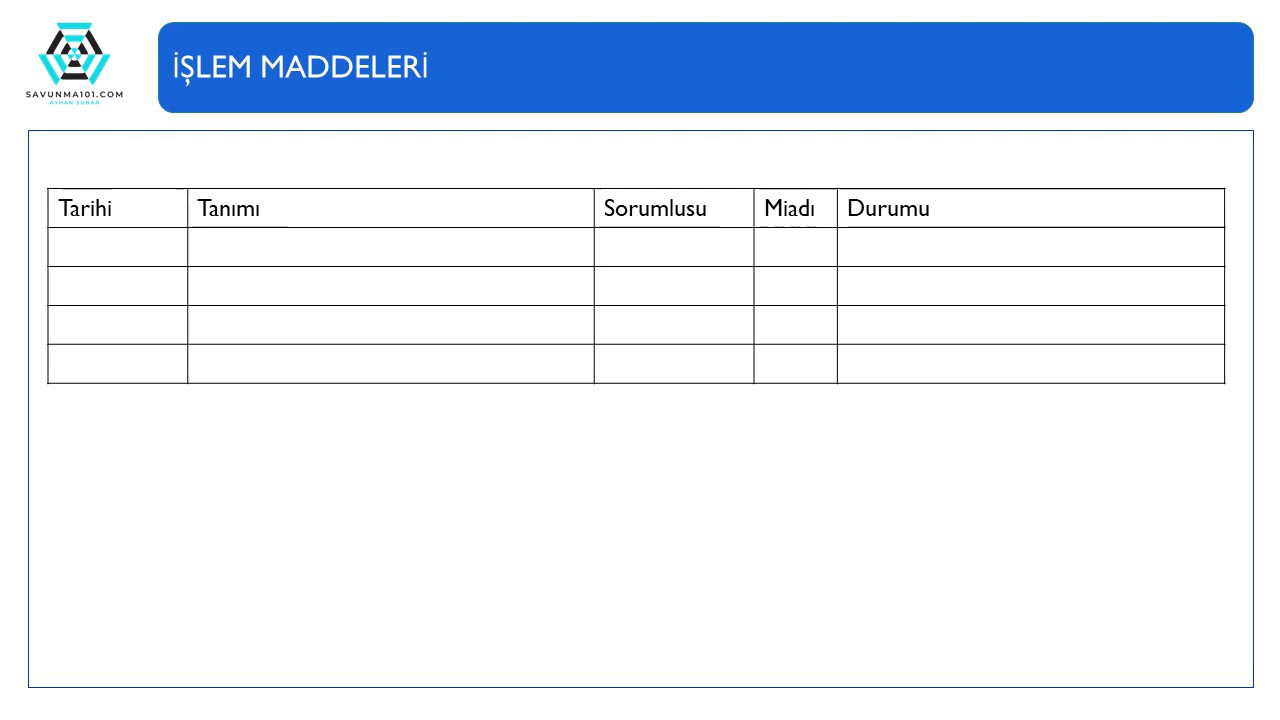 SAVUNMA101.COM
AYHAN SUNAR
İŞLEM MADDELERİ
Tarihi Tanımı Sorumlusu Miadı Durumu